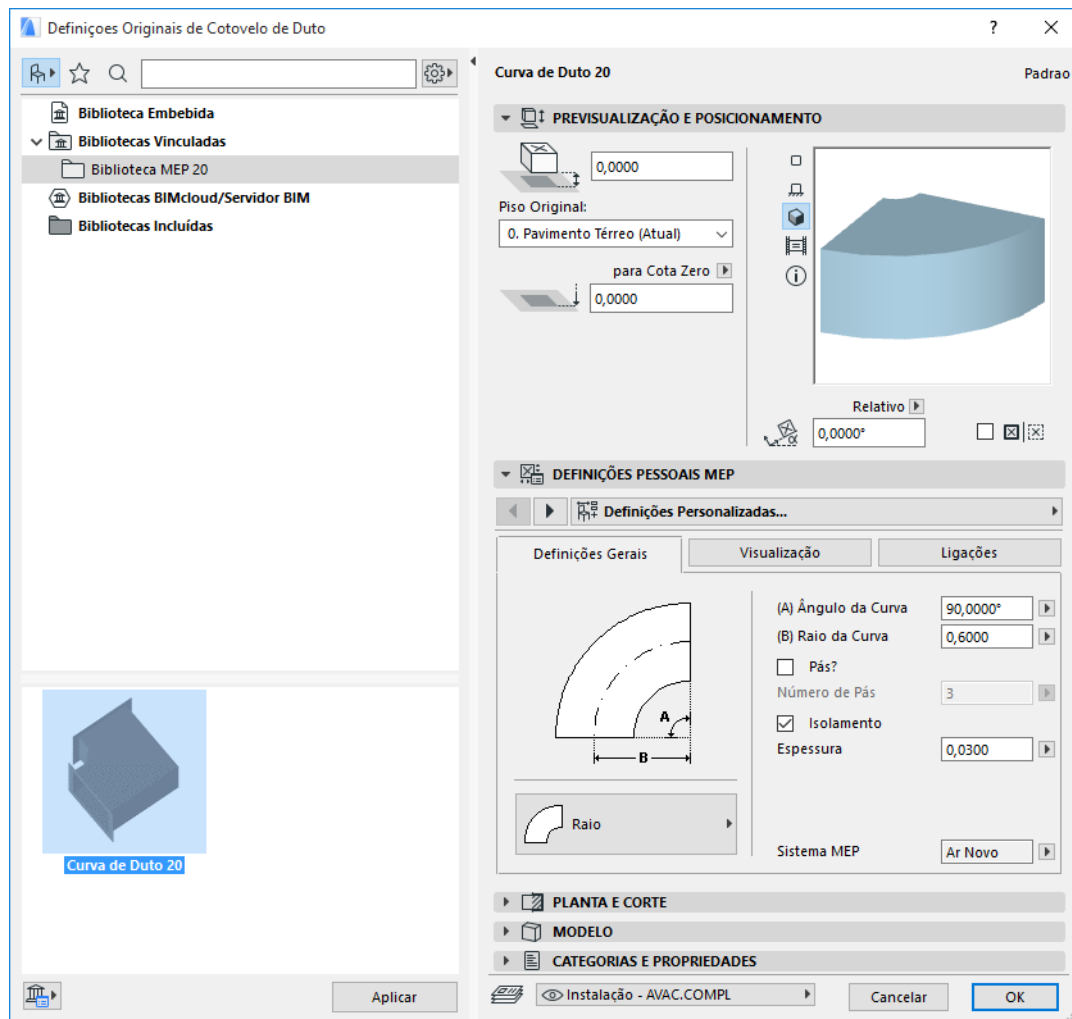 Definiçoes Originais de Cotovelo de Duto
?
Biblioteca Embebida
Bibliotecas Vinculadas
Biblioteca MEP 20
Bibliotecas BIMcloud/Servidor BIM
Bibliotecas Incluídas
Curva de Duto 20
Aplicar
Curva de Duto 20
Padrao
PREVISUALIZAÇÃO E POSICIONAMENTO
0,0000
Piso Original:
0. Pavimento Térreo (Atual)
para Cota Zero
0,0000
Relativo
α
0,0000°
DEFINIÇÕES PESSOAIS MEP
Definições Personalizadas...
Definições Gerais
Visualização
Ligações
A
B
Raio
(A) Ângulo da Curva
90,0000°
(B) Raio da Curva
0,6000
Pás?
Número de Pás
3
Isolamento
Espessura
0,0300
Sistema MEP
Ar Novo
PLANTA E CORTE
MODELO
CATEGORIAS E PROPRIEDADES
Instalação - AVAC.COMPL
Cancelar
OK